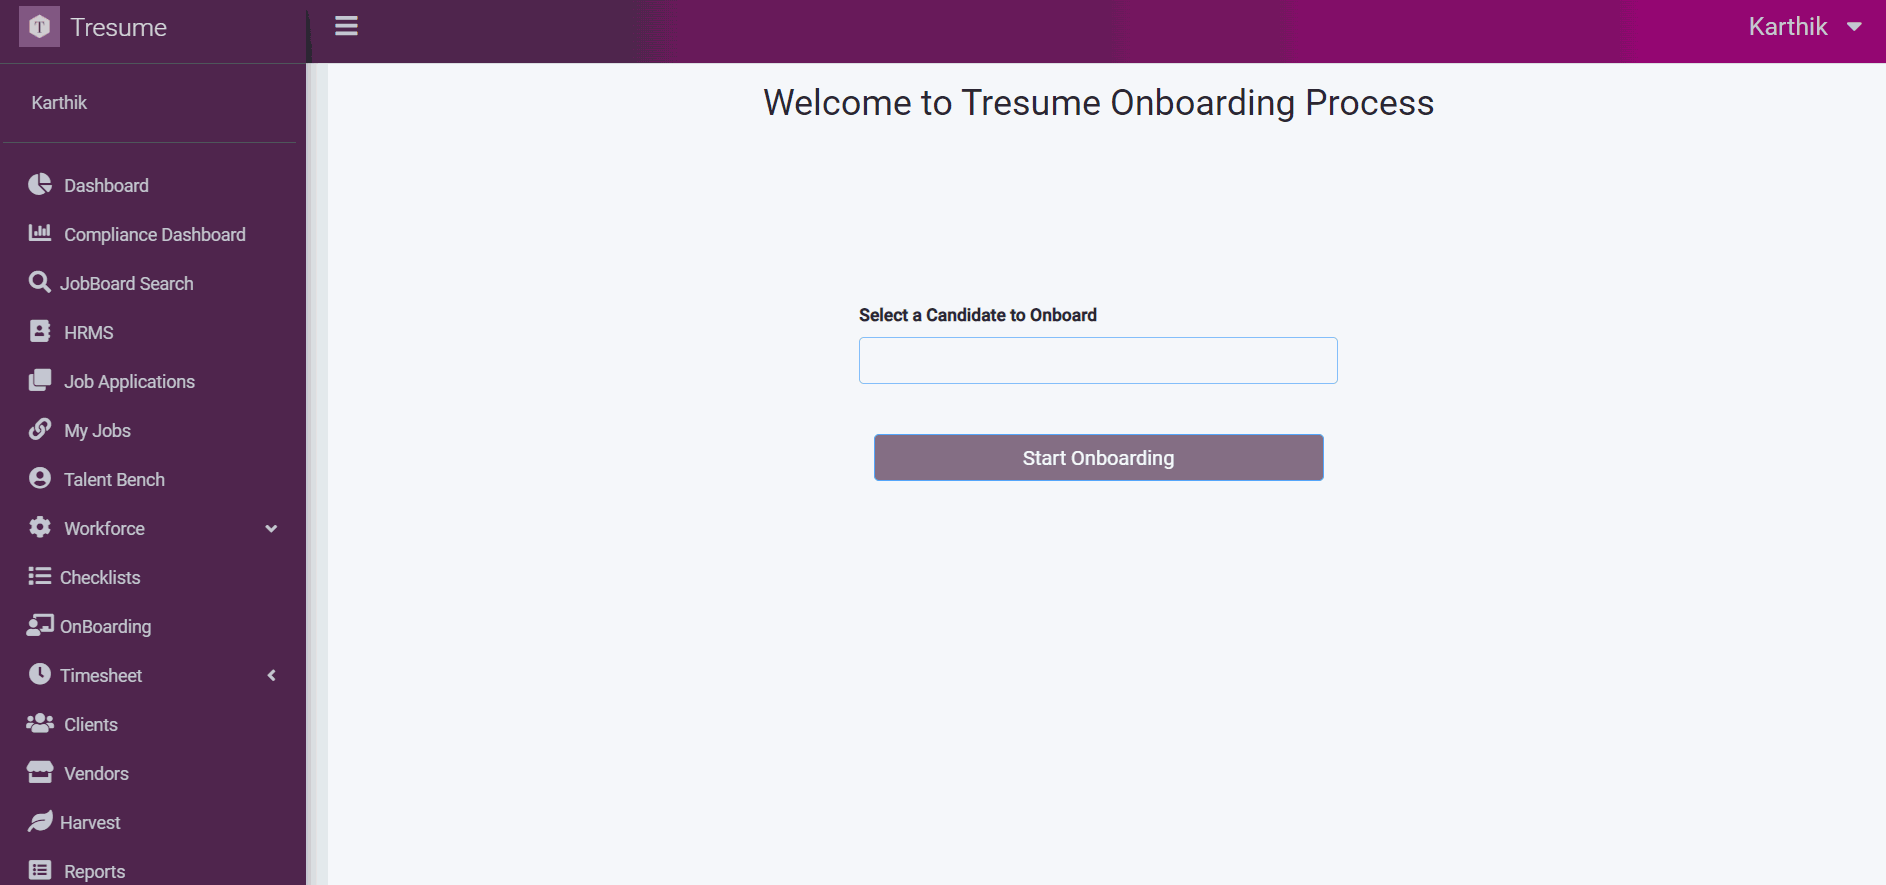 Tresume
Karthik
Karthik
Dashboard
Compliance Dashboard
JobBoard Search
HRMS
Job Applications
My Jobs
Talent Bench
Workforce
Checklists
OnBoarding
Timesheet
Clients
Vendors
Harvest
Reports
Welcome to Tresume Onboarding Process
Select a Candidate to Onboard
Start Onboarding